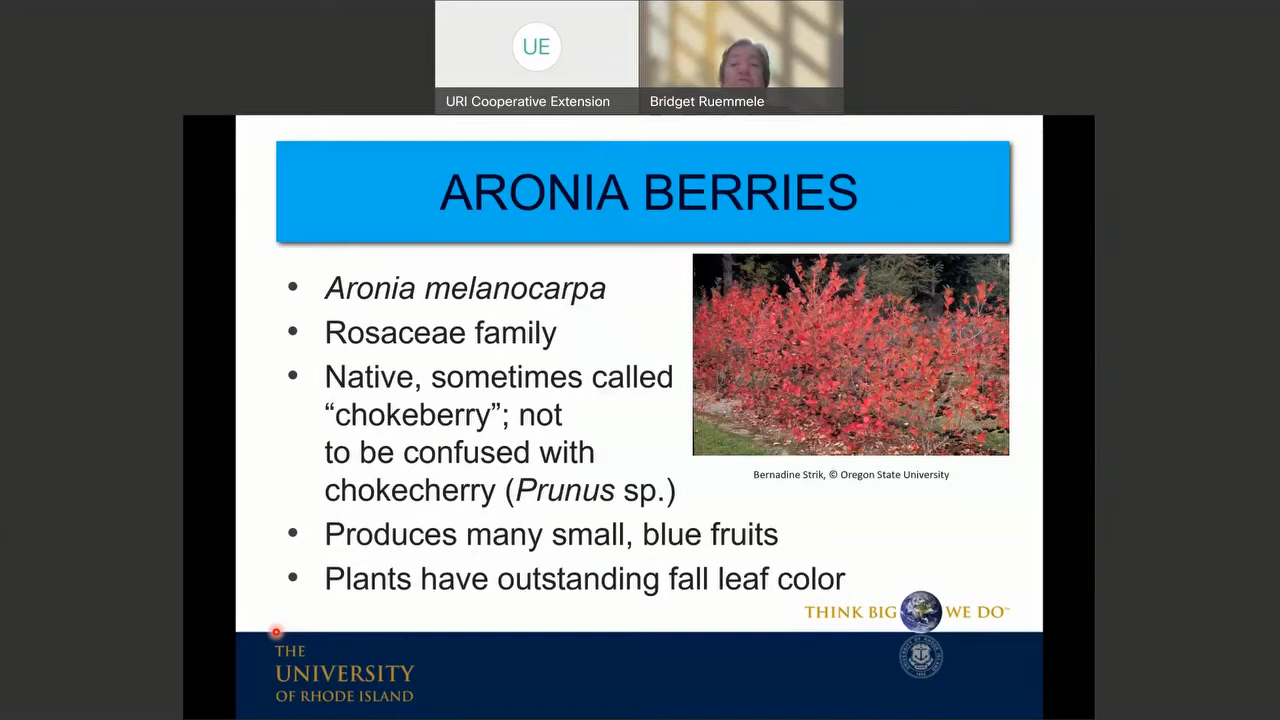 UE
URI Cooperative Extension
Bridget Ruemmele
ARONIA BERRIES
• Aronia melanocarpa
• Rosaceae family
• Native, sometimes called
“chokeberry”; not
to be confused with
chokecherry (Prunus sp.)
• Produces many small, blue fruits
• Plants have outstanding fall leaf color
Bernadine Strik, © Oregon State University
THINK BIG WE DO™
THE
UNIVERSITY
OF RHODE ISLAND